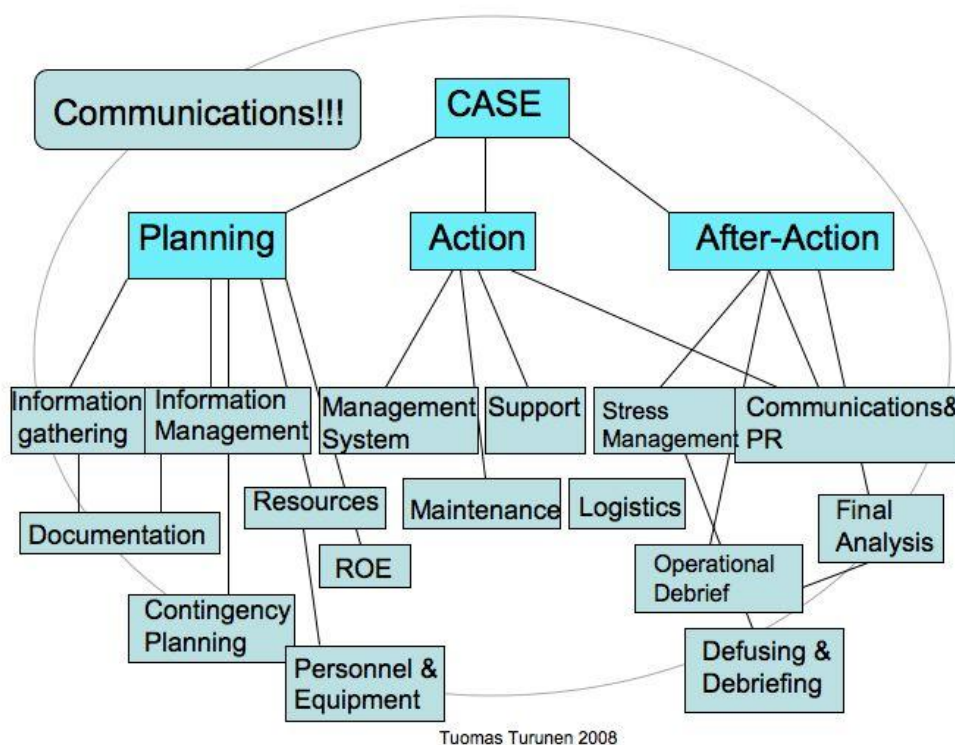 Communications!!!
CASE
Planning
Action
After-Action
Information
gathering
Information
Management
Management
System
Support
Stress
Management
Communications&
PR
Documentation
Resources
Maintenance
Logistics
Final
Analysis
ROE
Operational
Debrief
Contingency
Planning
Personnel &
Equipment
Defusing &
Debriefing
Tuomas Turunen 2008